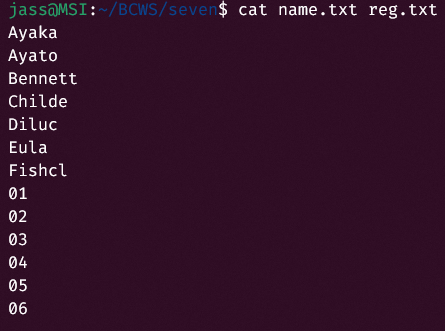 jass@MSI:~/BCWS/seven$ cat name.txt reg.txt
Ayaka
Ayato
Bennett
Childe
Diluc
Eula
Fishcl
01
02
03
04
05
06